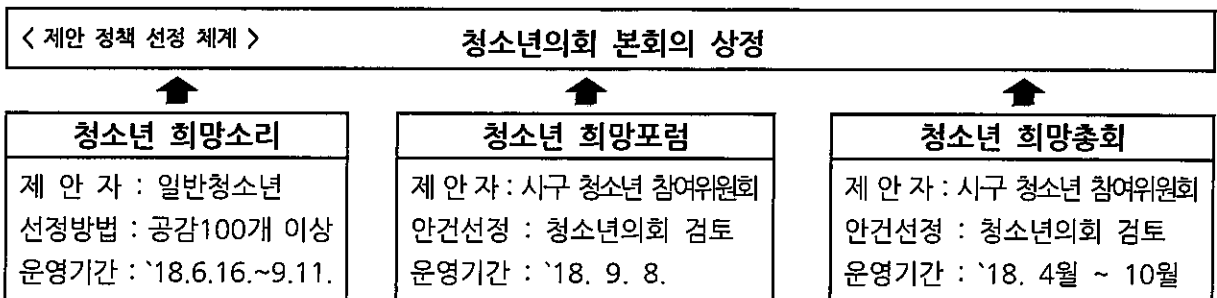 < 제안 정책 선정 체계 > 청소년의회 본회의 상정
청소년 희망소리
제 안 자 : 일반청소년
선정방법 : 공감100개 이상
운영기간 : `18.6.16.~9.11.
청소년 희망포럼
제 안 자 : 시구 청소년 참여위원회
안건선정 : 청소년의회 검토
운영기간 : `18. 9. 8.
청소년 희망총회
제 안 자 : 시구 청소년 참여위원회
안건선정 : 청소년의회 검토
운영기간 : `18. 4월 ~ 10월